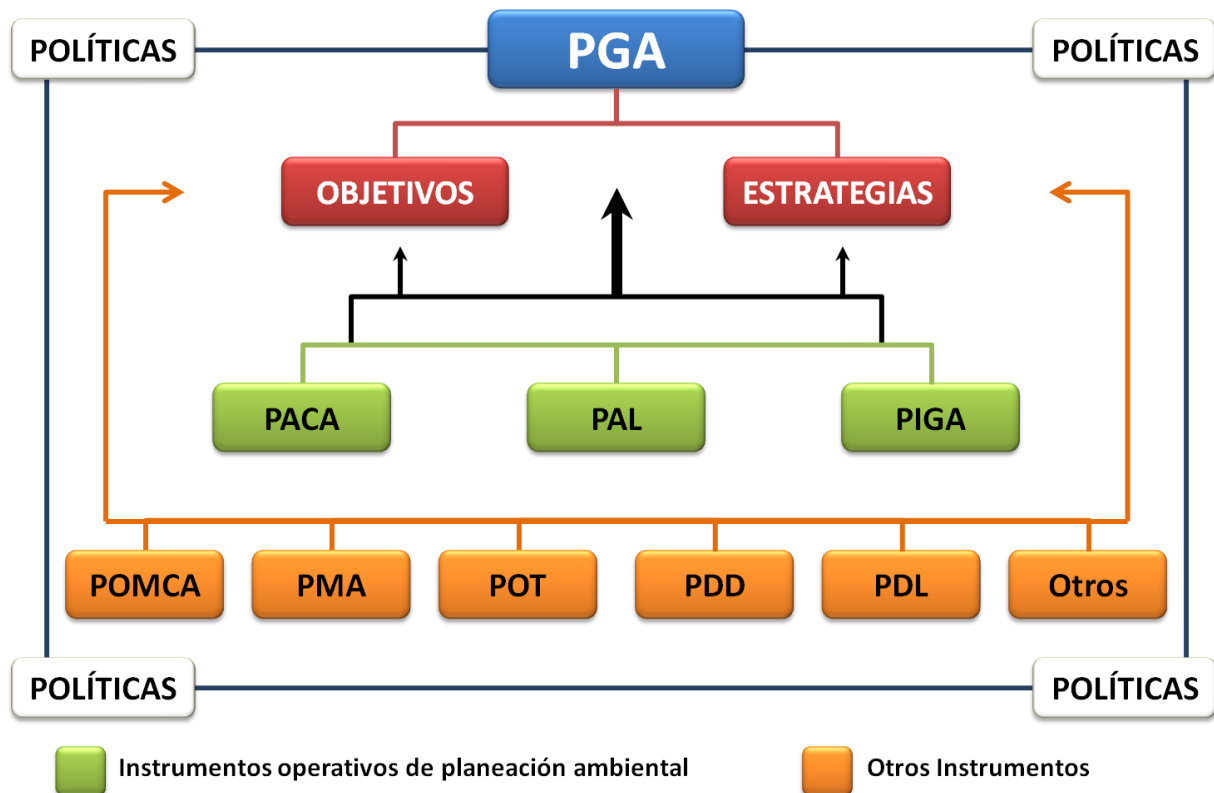 POLÍTICAS
PGA
POLÍTICAS
OBJETIVOS
ESTRATEGIAS
PACA
PAL
PIGA
POMCA
PMA
POT
PDD
PDL
Otros
POLÍTICAS
POLÍTICAS
Instrumentos operativos de planeación ambiental
Otros Instrumentos